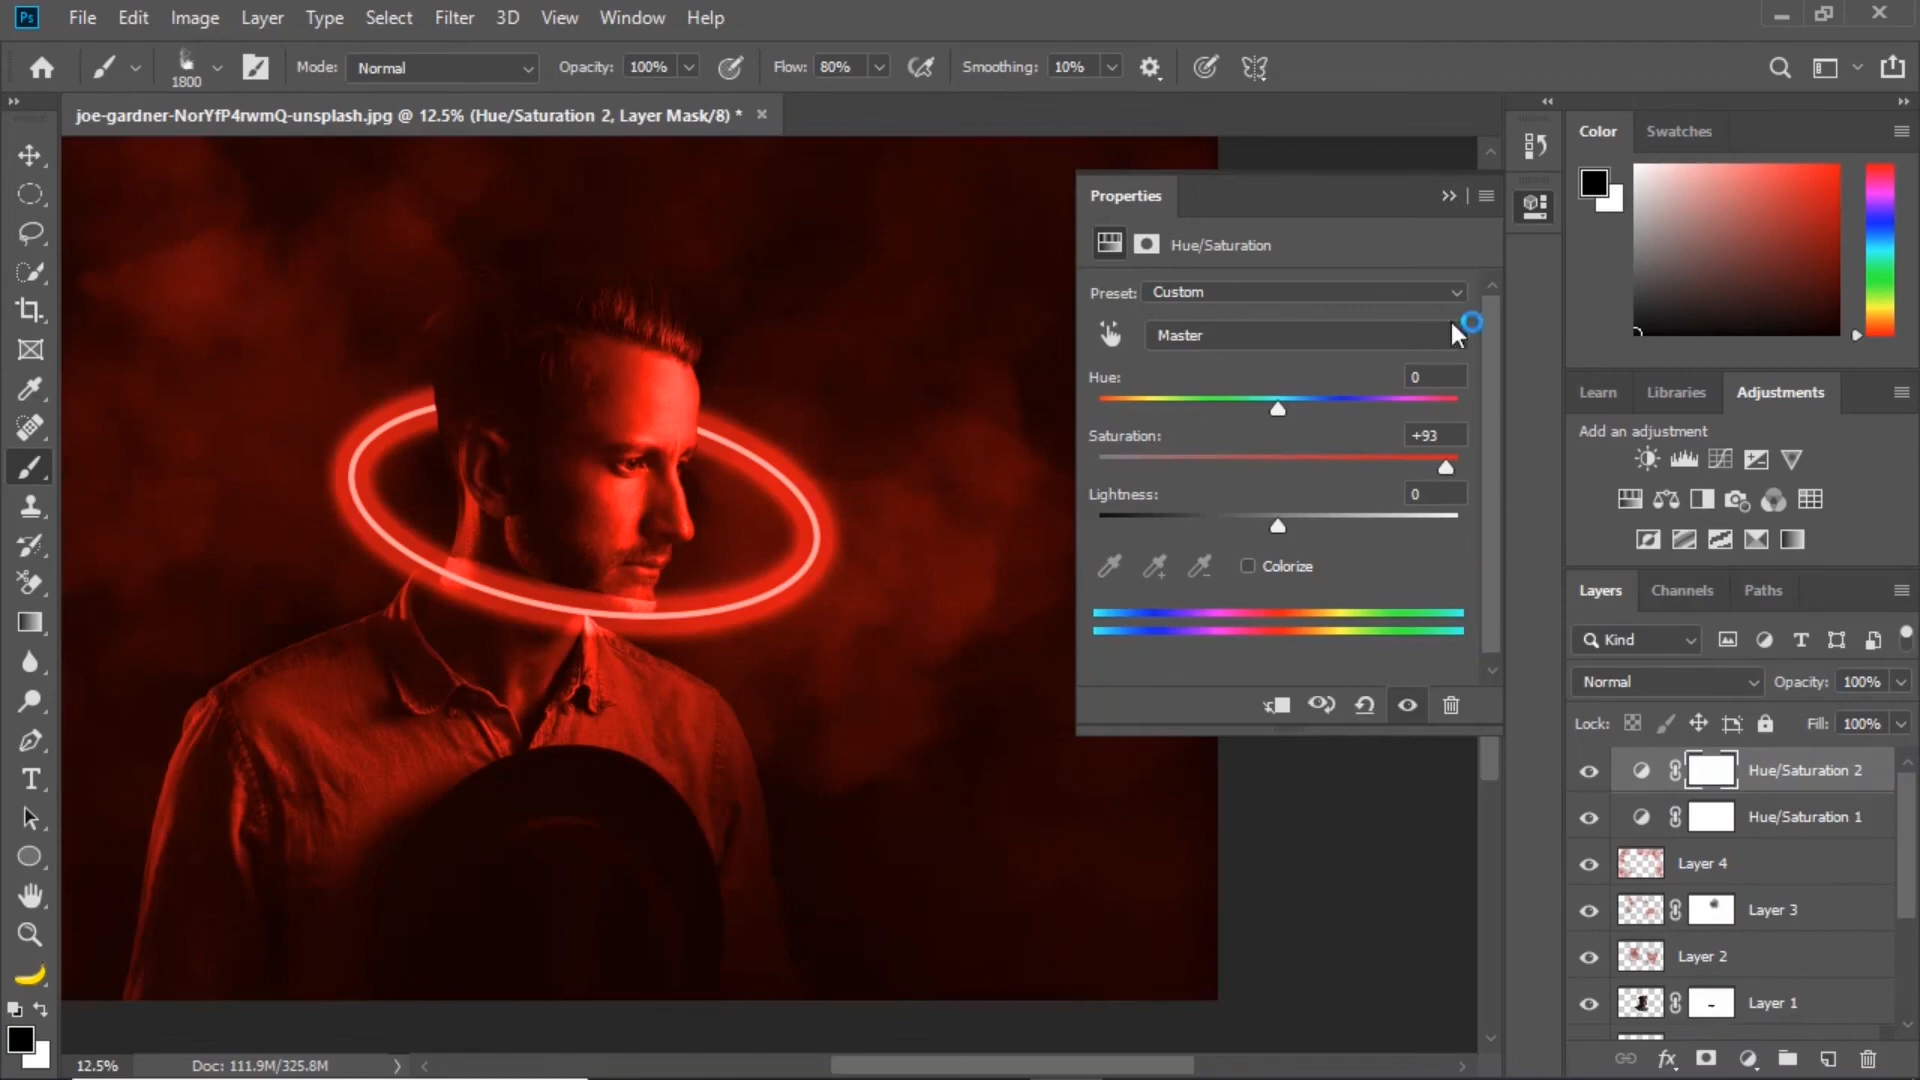 Ps File Edit Image Layer Type Select Filter 3D View Window Help
1800 Mode: Normal Opacity: 100% Flow: 80% Smoothing: 10%
joe-gardner-NorYfP4rwmQ-unsplash.jpg @ 12.5% (Hue/Saturation 2, Layer Mask/8) *
Color Swatches
Properties
Hue/Saturation
Preset: Custom
Master
Hue: 0
Saturation: +93
Lightness: 0
Colorize
Learn Libraries Adjustments
Add an adjustment
Layers Channels Paths
Kind
Normal Opacity: 100%
Lock: Fill: 100%
Hue/Saturation 2
Hue/Saturation 1
Layer 4
Layer 3
Layer 2
Layer 1
12.5% Doc: 111.9M/325.8M